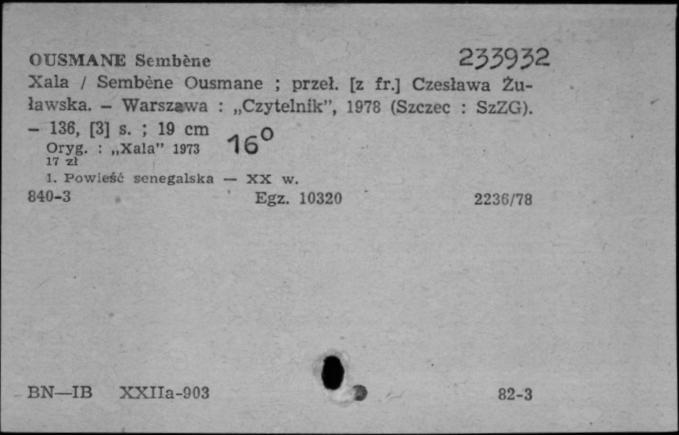 OUSMANE Sembène 233932
Xala / Sembène Ousmane ; przeł. [z fr.] Czesława Żu-
ławska. — Warszawa : „Czytelnik”, 1978 (Szczec : SzZG).
— 136, [3] s. ; 19 cm
Oryg. : „Xala” 1973 16°
17 zł
1. Powieść senegalska — XX w.
840-3 Egz. 10320 2236/78
BN—IB XXIIa-903 82-3